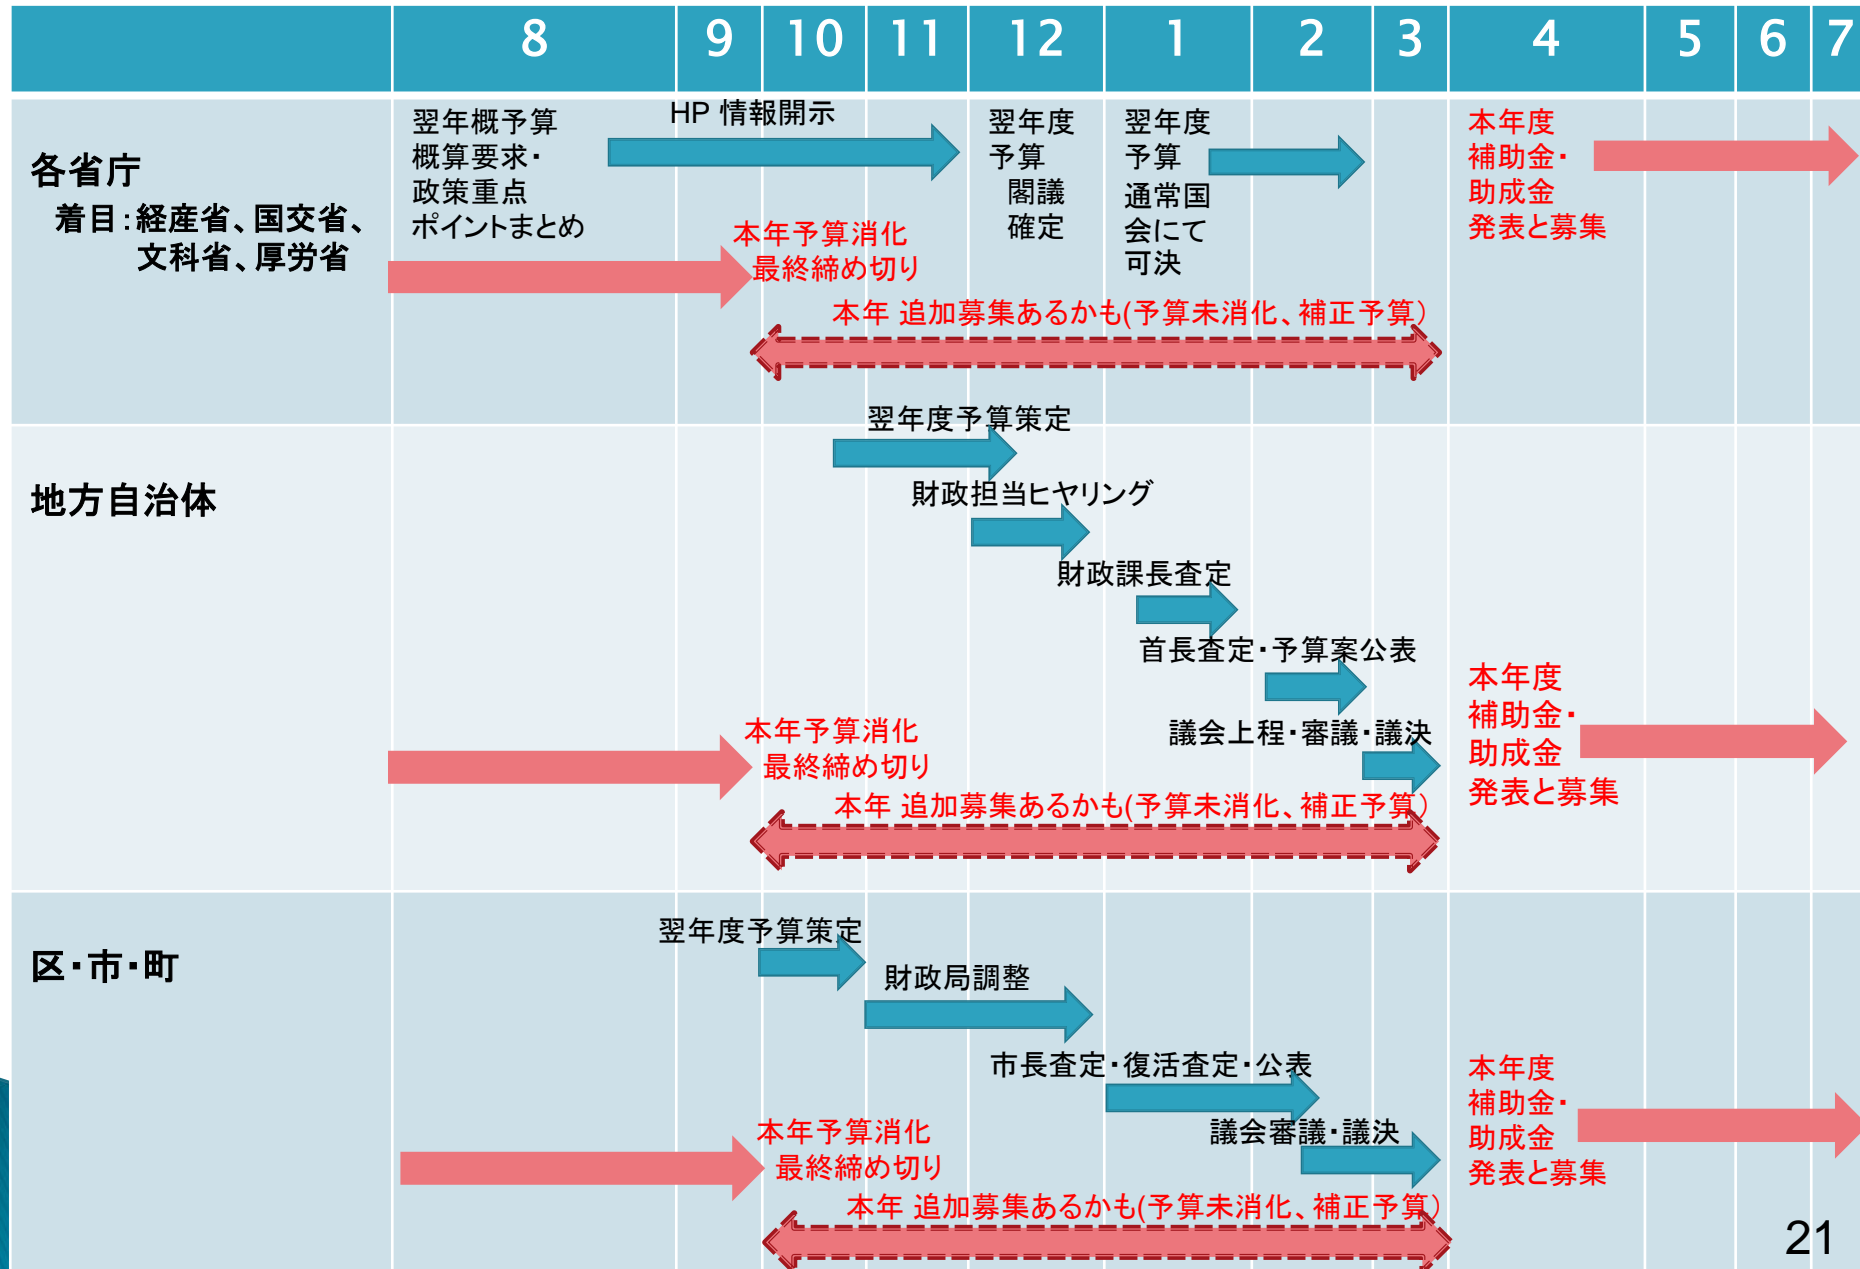 8 9 10 11 12 1 2 3 4 5 6 7
各省庁
着目：経産省、国交省、
文科省、厚労省
翌年概予算
概算要求・
政策重点
ポイントまとめ
HP 情報開示
翌年度
予算
閣議
確定
翌年度
予算
通常国
会にて
可決
本年度
補助金・
助成金
発表と募集
本年予算消化
最終締め切り
本年 追加募集あるかも(予算未消化、補正予算）
地方自治体
翌年度予算策定
財政担当ヒヤリング
財政課長査定
首長査定・予算案公表
議会上程・審議・議決
本年予算消化
最終締め切り
本年 追加募集あるかも(予算未消化、補正予算）
本年度
補助金・
助成金
発表と募集
区・市・町
翌年度予算策定
財政局調整
市長査定・復活査定・公表
議会審議・議決
本年予算消化
最終締め切り
本年 追加募集あるかも(予算未消化、補正予算）
本年度
補助金・
助成金
発表と募集
21